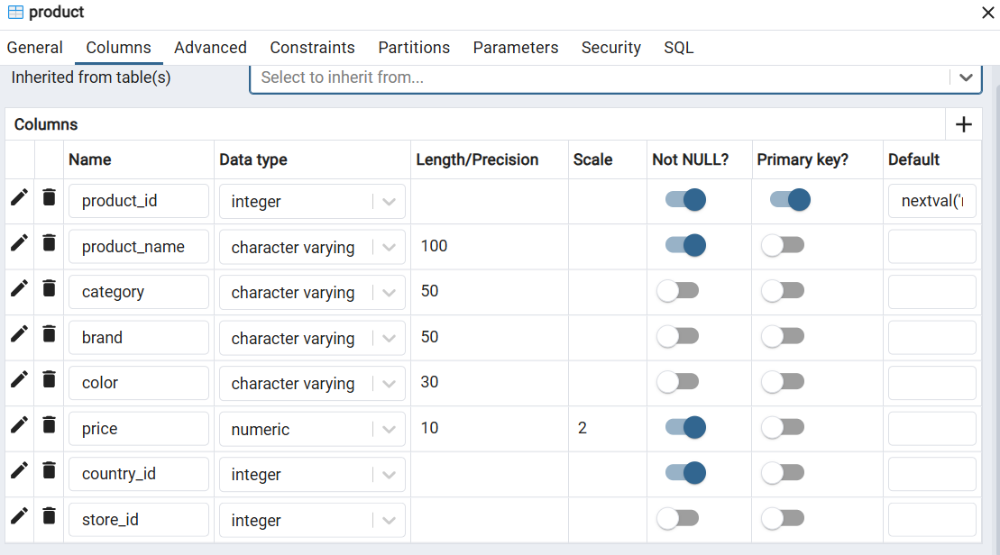 product
General Columns Advanced Constraints Partitions Parameters Security SQL
Inherited from table(s) Select to inherit from...
Columns
Name Data type Length/Precision Scale Not NULL? Primary key? Default
product_id integer nextval('
product_name character varying 100
category character varying 50
brand character varying 50
color character varying 30
price numeric 10 2
country_id integer
store_id integer